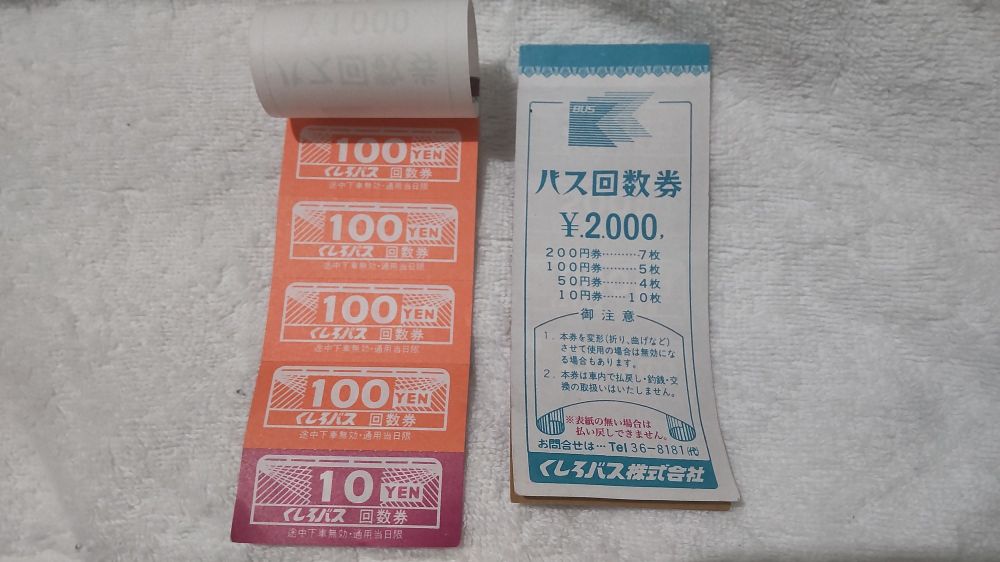 100 YEN
くしろバス 回数券
途中下車無効・通用当日限
100 YEN
くしろバス 回数券
途中下車無効・通用当日限
100 YEN
くしろバス 回数券
途中下車無効・通用当日限
100 YEN
くしろバス 回数券
途中下車無効・通用当日限
10 YEN
くしろバス 回数券
途中下車無効・通用当日限
BUS
バス回数券
¥.2.000,
200円券………7枚
100円券………5枚
50円券………4枚
10円券……10枚
御注意
1. 本券を変形(折り、曲げなど)
させて使用の場合は無効にな
る場合もあります。
2. 本券は車内で払戻し・釣銭・交
換の取扱いはいたしません。
※表紙の無い場合は
払い戻しできません。
お問合せは…Tel 36-8181㈹
くしろバス株式会社